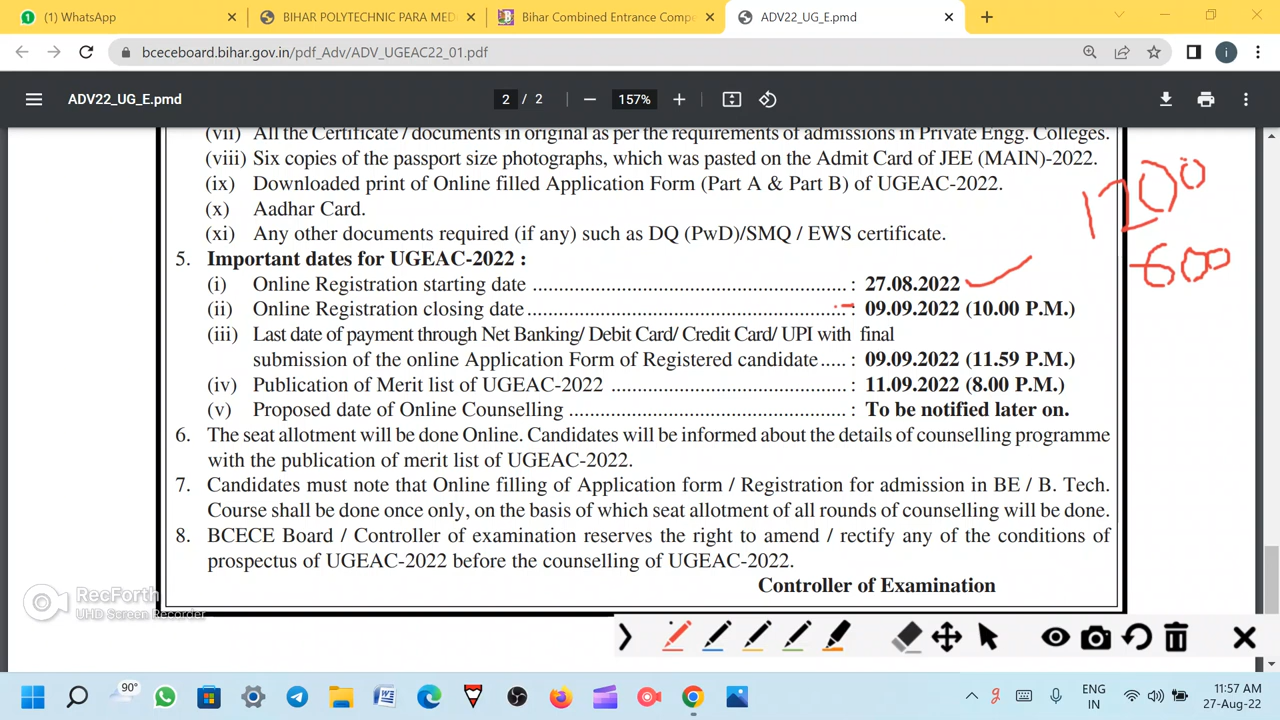 (1) WhatsApp
BIHAR POLYTECHNIC PARA MED
Bihar Combined Entrance Compe
ADV22_UG_E.pmd
bceceboard.bihar.gov.in/pdf_Adv/ADV_UGEAC22_01.pdf
i
ADV22_UG_E.pmd
2 / 2
157%
(vii) All the Certificate / documents in original as per the requirements of admissions in Private Engg. Colleges.
(viii) Six copies of the passport size photographs, which was pasted on the Admit Card of JEE (MAIN)-2022.
(ix) Downloaded print of Online filled Application Form (Part A & Part B) of UGEAC-2022.
(x) Aadhar Card.
(xi) Any other documents required (if any) such as DQ (PwD)/SMQ / EWS certificate.
1200
600
5. Important dates for UGEAC-2022 :
(i) Online Registration starting date ............................................................... : 27.08.2022
(ii) Online Registration closing date ................................................................ : 09.09.2022 (10.00 P.M.)
(iii) Last date of payment through Net Banking/ Debit Card/ Credit Card/ UPI with final
submission of the online Application Form of Registered candidate ..... : 09.09.2022 (11.59 P.M.)
(iv) Publication of Merit list of UGEAC-2022 ............................................... : 11.09.2022 (8.00 P.M.)
(v) Proposed date of Online Counselling ........................................................ : To be notified later on.
6. The seat allotment will be done Online. Candidates will be informed about the details of counselling programme
with the publication of merit list of UGEAC-2022.
7. Candidates must note that Online filling of Application form / Registration for admission in BE / B. Tech.
Course shall be done once only, on the basis of which seat allotment of all rounds of counselling will be done.
8. BCECE Board / Controller of examination reserves the right to amend / rectify any of the conditions of
prospectus of UGEAC-2022 before the counselling of UGEAC-2022.
Controller of Examination
RecForth
UHD Screen Recorder
90°
ENG
IN
11:57 AM
27-Aug-22